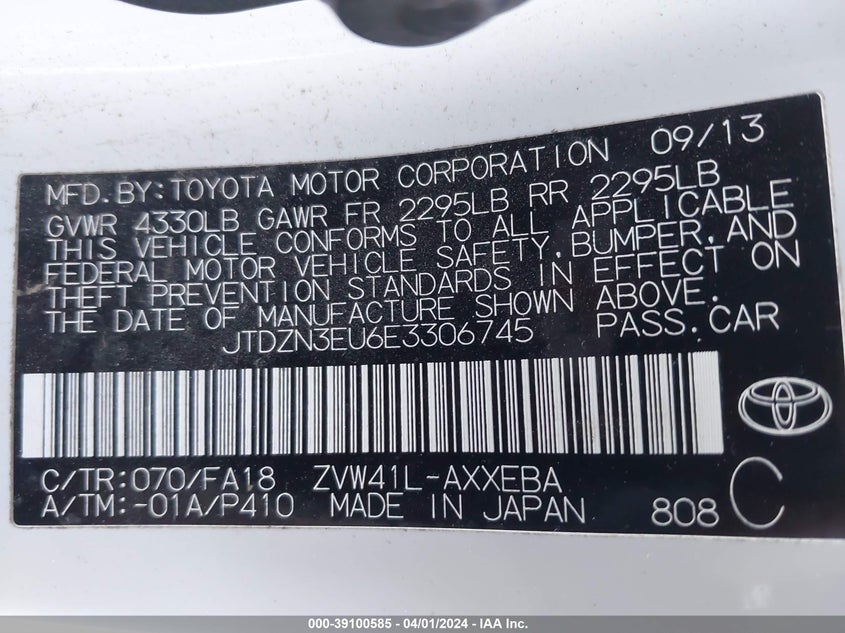 MFD.BY:TOYOTA MOTOR CORPORATION 09/13
GVWR 4330LB GAWR FR 2295LB RR 2295LB
THIS VEHICLE CONFORMS TO ALL APPLICABLE
FEDERAL MOTOR VEHICLE SAFETY,BUMPER,AND
THEFT PREVENTION STANDARDS IN EFFECT ON
THE DATE OF MANUFACTURE SHOWN ABOVE.
JTDZN3EU6E3306745 PASS.CAR
C/TR:070/FA18 ZVW41L-AXXEBA
A/TM:-01A/P410 MADE IN JAPAN 808 C
000-39100585 - 04/01/2024 - IAA Inc.